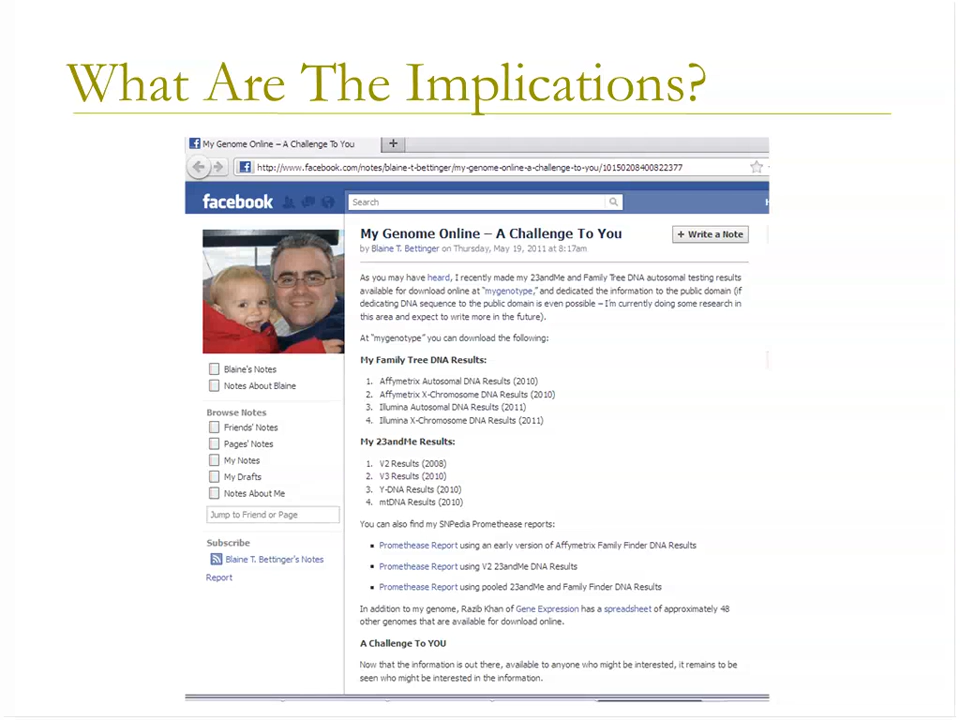 What Are The Implications?
My Genome Online – A Challenge To You
+
http://www.facebook.com/notes/blaine-t-bettinger/my-genome-online-a-challenge-to-you/10150208400822377
facebook
Search
My Genome Online – A Challenge To You
+ Write a Note
by Blaine T. Bettinger on Thursday, May 19, 2011 at 8:17am
As you may have heard, I recently made my 23andMe and Family Tree DNA autosomal testing results
available for download online at "mygenotype," and dedicated the information to the public domain (if
dedicating DNA sequence to the public domain is even possible – I'm currently doing some research in
this area and expect to write more in the future).
At "mygenotype" you can download the following:
My Family Tree DNA Results:
1. Affymetrix Autosomal DNA Results (2010)
2. Affymetrix X-Chromosome DNA Results (2010)
3. Illumina Autosomal DNA Results (2011)
4. Illumina X-Chromosome DNA Results (2011)
My 23andMe Results:
1. V2 Results (2008)
2. V3 Results (2010)
3. Y-DNA Results (2010)
4. mtDNA Results (2010)
You can also find my SNPedia Promethease reports:
Promethease Report using an early version of Affymetrix Family Finder DNA Results
Promethease Report using V2 23andMe DNA Results
Promethease Report using pooled 23andMe and Family Finder DNA Results
In addition to my genome, Razib Khan of Gene Expression has a spreadsheet of approximately 48
other genomes that are available for download online.
A Challenge To YOU
Now that the information is out there, available to anyone who might be interested, it remains to be
seen who might be interested in the information.
Blaine's Notes
Notes About Blaine
Browse Notes
Friends' Notes
Pages' Notes
My Notes
My Drafts
Notes About Me
Jump to Friend or Page
Subscribe
Blaine T. Bettinger's Notes
Report